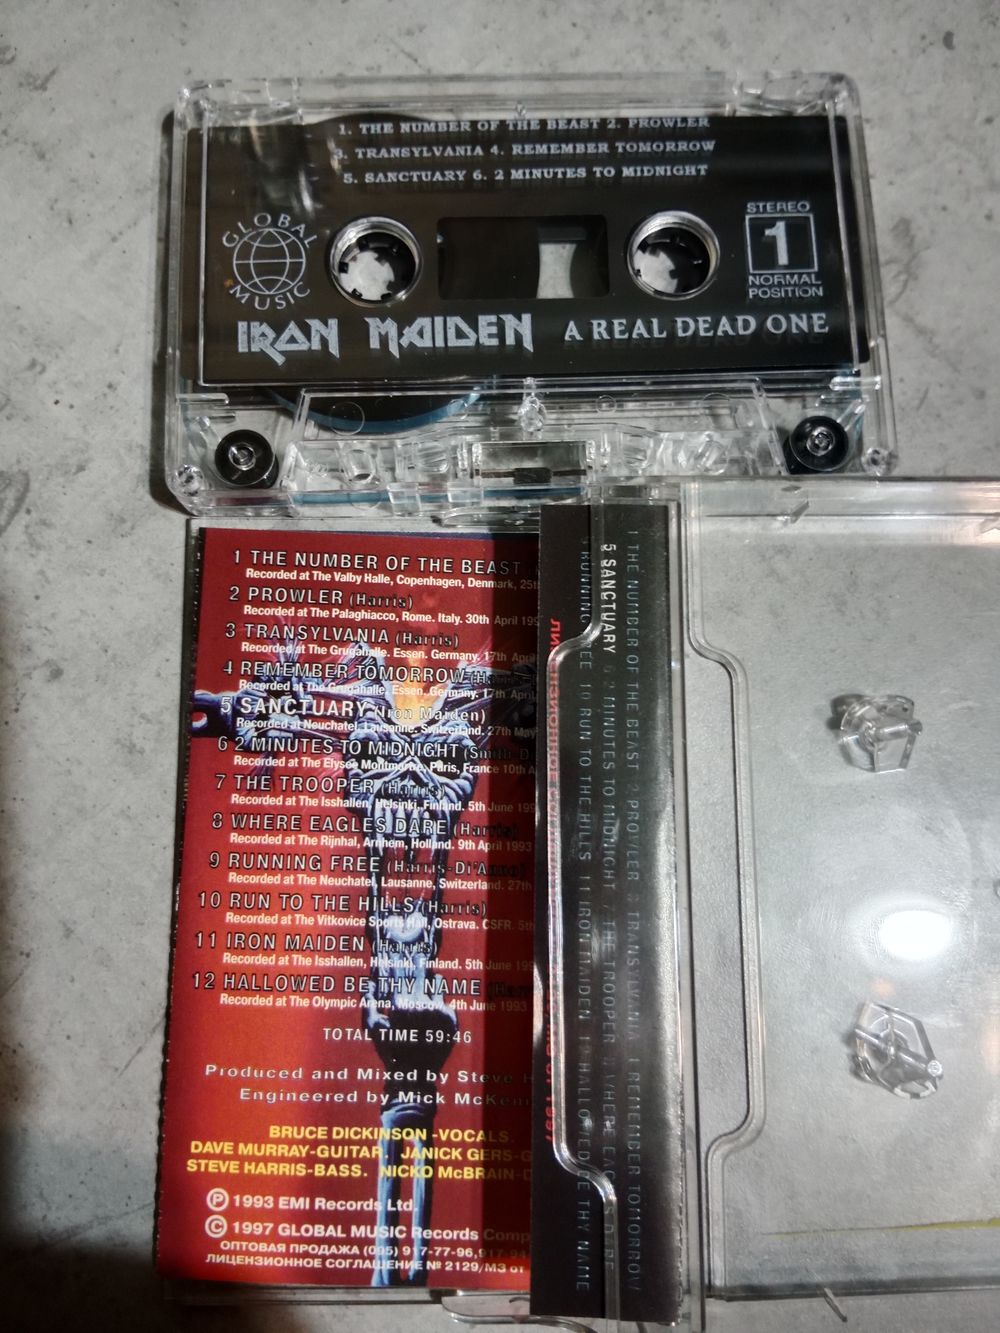 1. THE NUMBER OF THE BEAST 2. PROWLER
3. TRANSYLVANIA 4. REMEMBER TOMORROW
5. SANCTUARY 6. 2 MINUTES TO MIDNIGHT
GLOBAL
MUSIC
STEREO
1
NORMAL
POSITION
IRON MAIDEN A REAL DEAD ONE
1 THE NUMBER OF THE BEAST
Recorded at The Valby Halle, Copenhagen, Denmark, 25th
2 PROWLER (Harris)
Recorded at The Palaghiacco, Rome. Italy. 30th April
3 TRANSYLVANIA (Harris)
Recorded at The Grugahalle. Essen. Germany. 17th April
4 REMEMBER TOMORROW
Recorded at The Grugahalle. Essen. Germany. 17th April
5 SANCTUARY (Iron Maiden)
Recorded at Neuchatel. Lausanne. Switzerland. 27th May
6 2 MINUTES TO MIDNIGHT
Recorded at The Elysee Montmartre. Paris, France 10th
7 THE TROOPER (Harris)
Recorded at The Isshallen, Helsinki, Finland. 5th June
8 WHERE EAGLES DARE (Harris)
Recorded at The Rijnhal, Arnhem, Holland. 9th April 1993
9 RUNNING FREE (Harris-Di'Anno)
Recorded at The Neuchatel, Lausanne, Switzerland. 27th
10 RUN TO THE HILLS (Harris)
Recorded at The Vitkovice Sports Hall, Ostrava. CSFR. 5th
11 IRON MAIDEN (Harris)
Recorded at The Isshallen, Helsinki, Finland. 5th June
12 HALLOWED BE THY NAME
Recorded at The Olympic Arena, Moscow, 4th June 1993
TOTAL TIME 59:46
Produced and Mixed by Steve
Engineered by Mick
BRUCE DICKINSON -VOCALS.
DAVE MURRAY-GUITAR. JANICK GERS-
STEVE HARRIS-BASS. NICKO McBRAIN-
Ⓟ 1993 EMI Records Ltd.
© 1997 GLOBAL MUSIC Records
ОПТОВАЯ ПРОДАЖА (095) 917-77-96,
ЛИЦЕНЗИОННОЕ СОГЛАШЕНИЕ № 2129/МЗ от
1 THE NUMBER OF THE BEAST 2 PROWLER 3 TRANSYLVANIA 4 REMEMBER TOMORROW
5 SANCTUARY 6 2 MINUTES TO MIDNIGHT 7 THE TROOPER 8 WHERE EAGLES DARE
9 RUNNING FREE 10 RUN TO THE HILLS 11 IRON MAIDEN 12 HALLOWED BE THY NAME